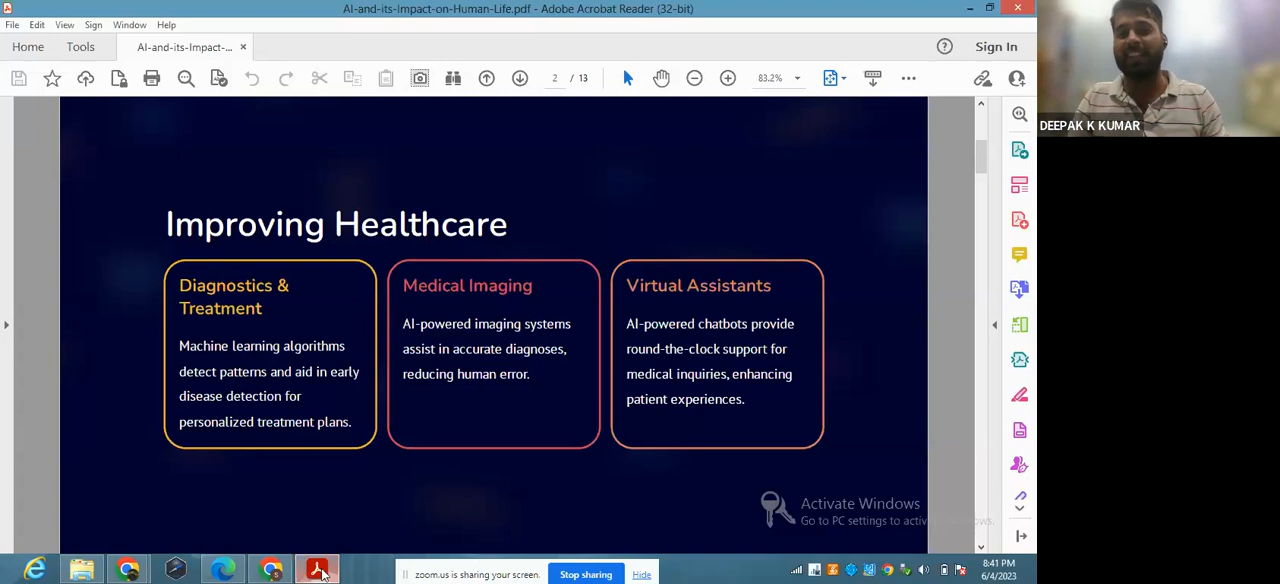 AI-and-its-Impact-on-Human-Life.pdf - Adobe Acrobat Reader (32-bit)
File Edit View Sign Window Help
Home Tools AI-and-its-Impact-... × Sign In
2 / 13 83.2%
DEEPAK K KUMAR
Improving Healthcare
Diagnostics &
Treatment
Machine learning algorithms
detect patterns and aid in early
disease detection for
personalized treatment plans.
Medical Imaging
AI-powered imaging systems
assist in accurate diagnoses,
reducing human error.
Virtual Assistants
AI-powered chatbots provide
round-the-clock support for
medical inquiries, enhancing
patient experiences.
Activate Windows
Go to PC settings to activ
zoom.us is sharing your screen. Stop sharing Hide
8:41 PM
6/4/2023